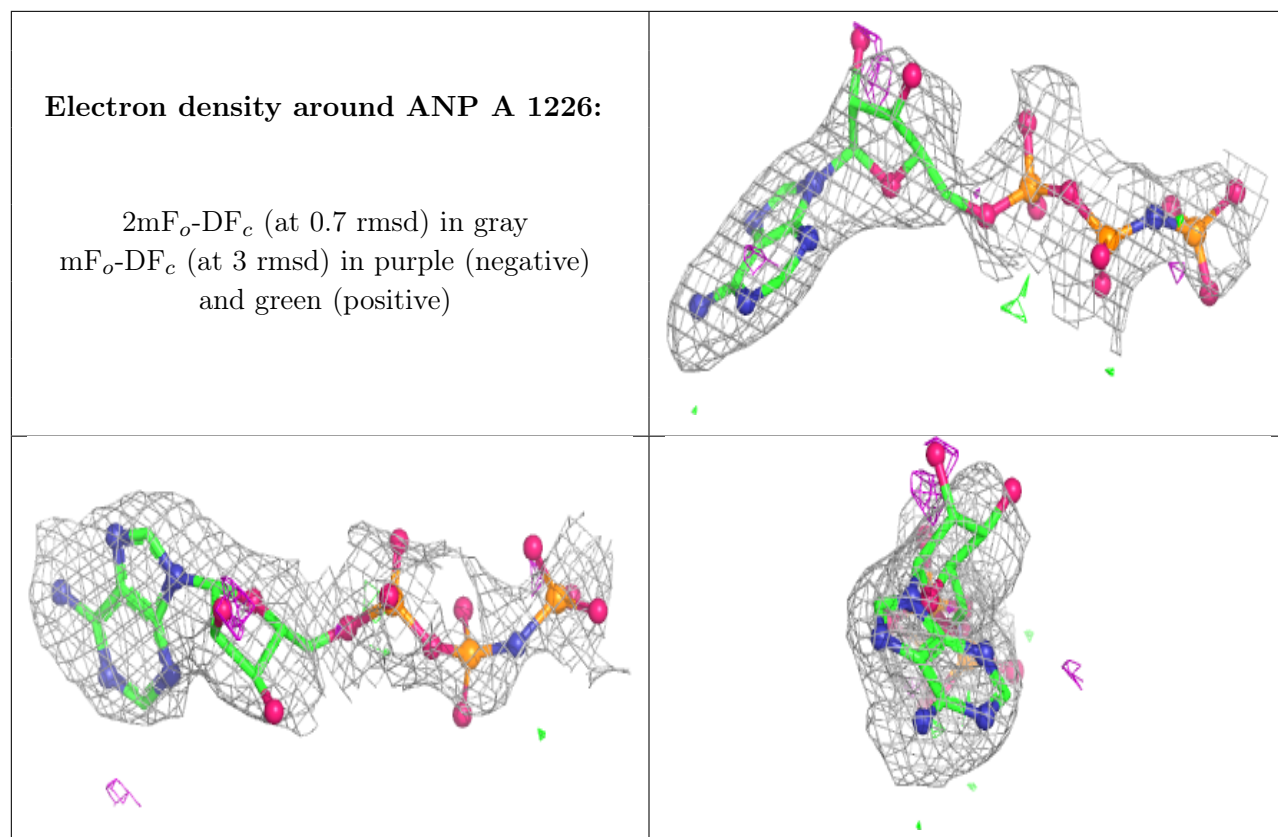 Electron density around ANP A 1226:
2mFo-DFc (at 0.7 rmsd) in gray
mFo-DFc (at 3 rmsd) in purple (negative)
and green (positive)